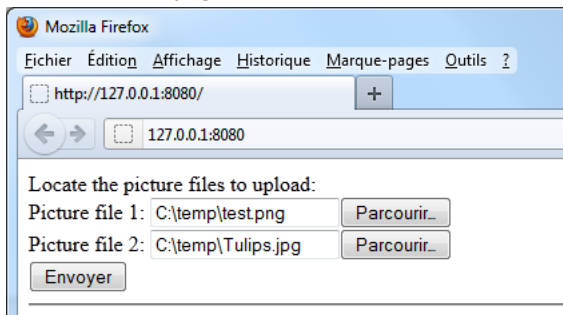 Mozilla Firefox
Fichier Édition Affichage Historique Marque-pages Outils ?
http://127.0.0.1:8080/ +
127.0.0.1:8080
Locate the picture files to upload:
Picture file 1: C:\temp\test.png Parcourir...
Picture file 2: C:\temp\Tulips.jpg Parcourir...
Envoyer